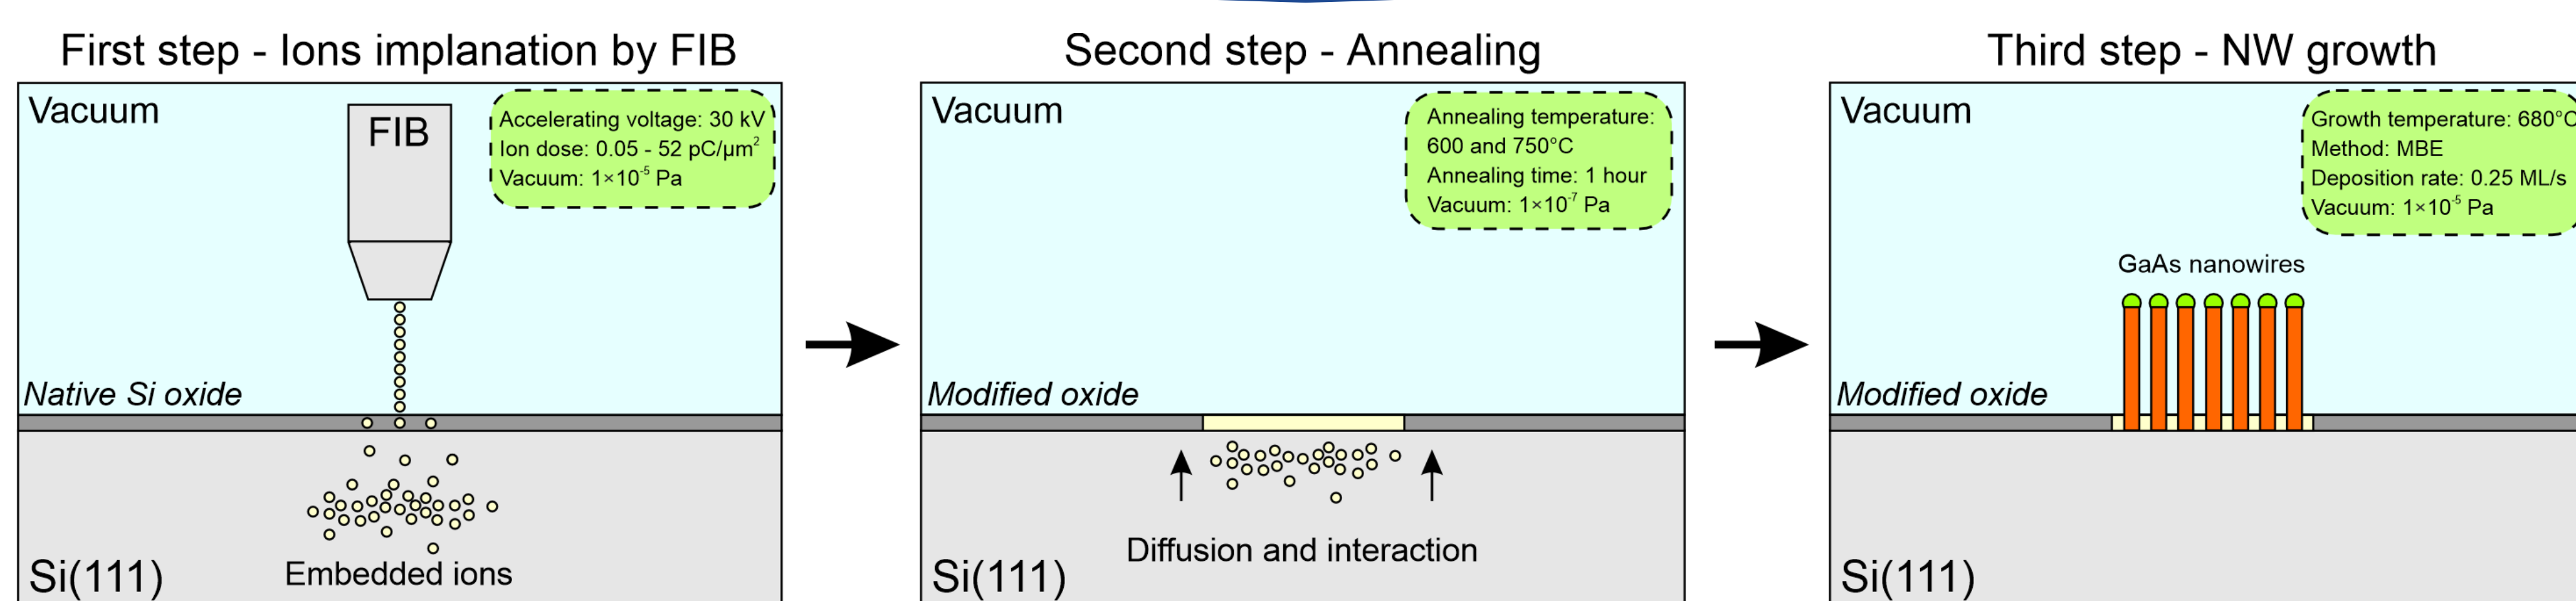 First step - Ions implanation by FIB
Vacuum
FIB
Accelerating voltage: 30 kV
Ion dose: 0.05 - 52 pC/µm²
Vacuum: 1×10⁻⁵ Pa
Native Si oxide
Embedded ions
Si(111)
Second step - Annealing
Vacuum
Annealing temperature:
600 and 750°C
Annealing time: 1 hour
Vacuum: 1×10⁻⁷ Pa
Modified oxide
Diffusion and interaction
Si(111)
Third step - NW growth
Vacuum
Growth temperature: 680°C
Method: MBE
Deposition rate: 0.25 ML/s
Vacuum: 1×10⁻⁵ Pa
GaAs nanowires
Modified oxide
Si(111)